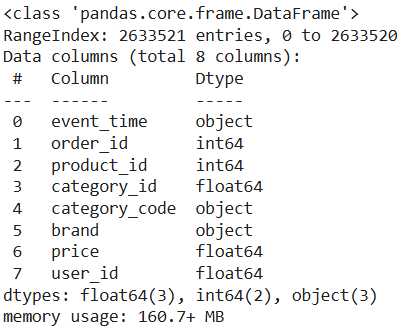 <class 'pandas.core.frame.DataFrame'>
RangeIndex: 2633521 entries, 0 to 2633520
Data columns (total 8 columns):
 #   Column         Dtype
---  ------         -----
 0   event_time     object
 1   order_id       int64
 2   product_id     int64
 3   category_id    float64
 4   category_code  object
 5   brand          object
 6   price          float64
 7   user_id        float64
dtypes: float64(3), int64(2), object(3)
memory usage: 160.7+ MB